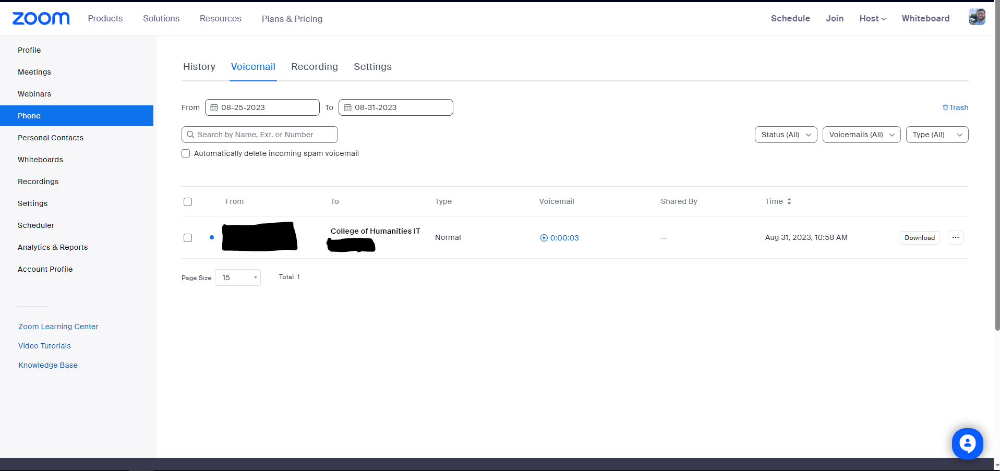 zoom Products Solutions Resources Plans & Pricing Schedule Join Host Whiteboard
Profile
Meetings
Webinars
Phone
Personal Contacts
Whiteboards
Recordings
Settings
Scheduler
Analytics & Reports
Account Profile
Zoom Learning Center
Video Tutorials
Knowledge Base
History Voicemail Recording Settings
From 08-25-2023 To 08-31-2023 Trash
Search by Name, Ext. or Number Status (All) Voicemails (All) Type (All)
Automatically delete incoming spam voicemail
From To Type Voicemail Shared By Time
College of Humanities IT Normal 0:00:03 -- Aug 31, 2023, 10:58 AM Download ...
Page Size 15 Total 1